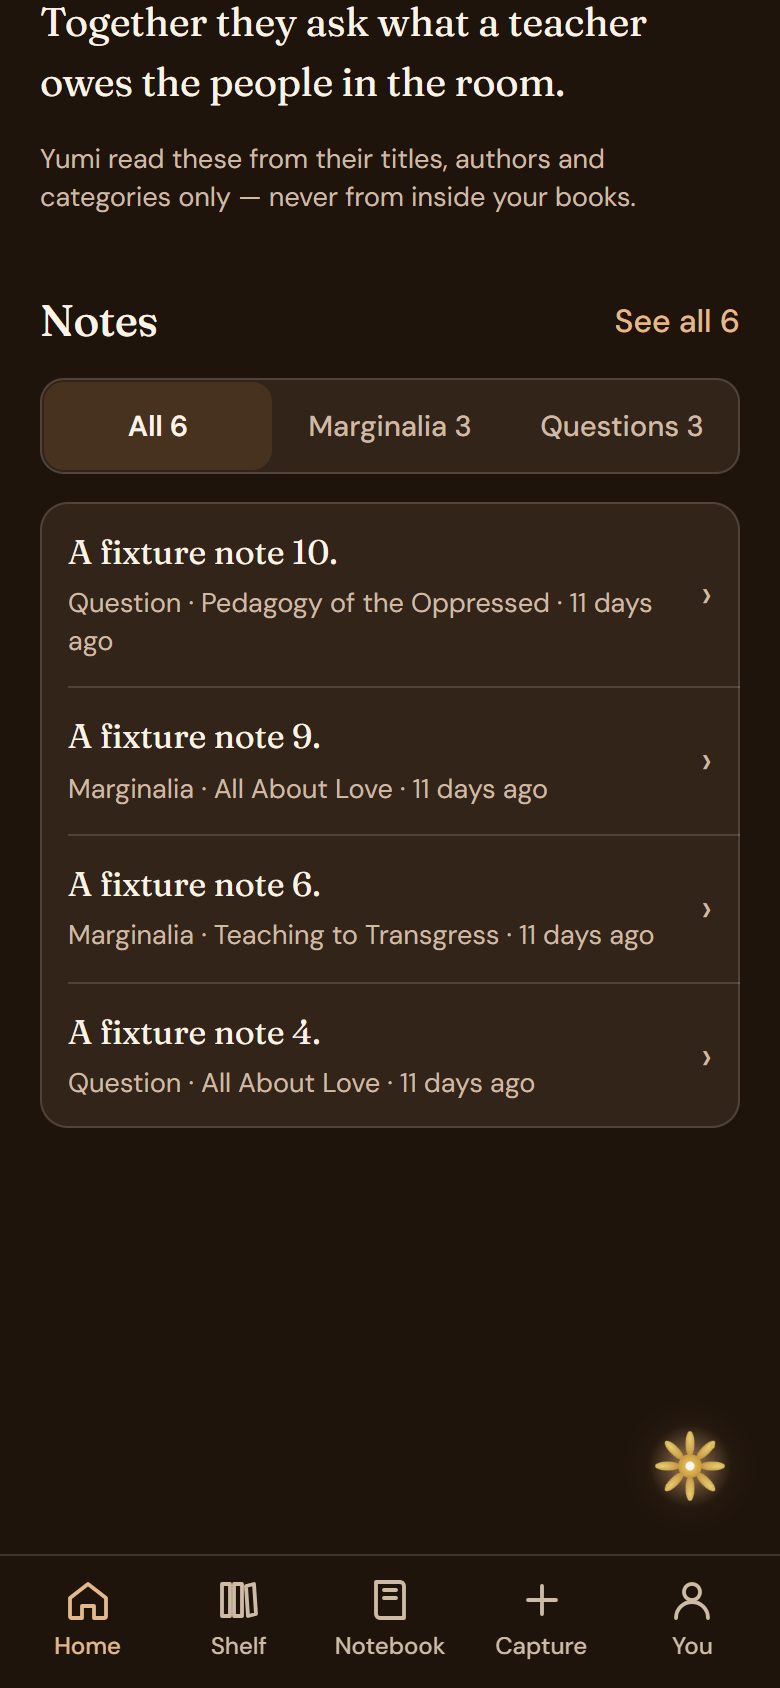 Together they ask what a teacher
owes the people in the room.
Yumi read these from their titles, authors and
categories only — never from inside your books.
Notes
See all 6
All 6
Marginalia 3
Questions 3
A fixture note 10.
Question · Pedagogy of the Oppressed · 11 days
ago
A fixture note 9.
Marginalia · All About Love · 11 days ago
A fixture note 6.
Marginalia · Teaching to Transgress · 11 days ago
A fixture note 4.
Question · All About Love · 11 days ago
Home
Shelf
Notebook
Capture
You